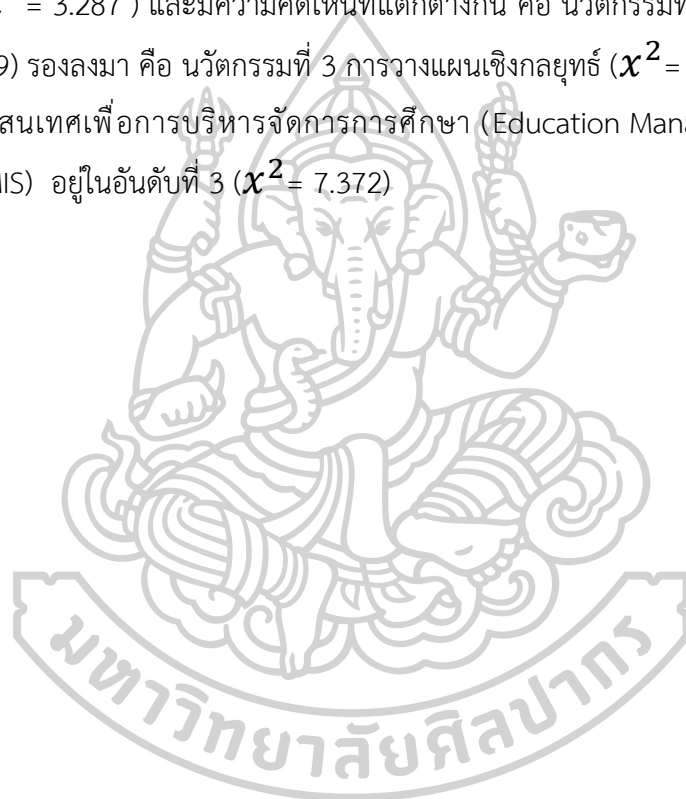 = 3.287 ) และมีความคิดเห็นที่แตกต่างกัน คือ นวัตกรรมที่
9) รองลงมา คือ นวัตกรรมที่ 3 การวางแผนเชิงกลยุทธ์ (x²=
สนเทศเพื่อการบริหารจัดการการศึกษา (Education Mana
IS) อยู่ในอันดับที่ 3 (x²= 7.372)
มหาวิทยาลัยศิลปากร